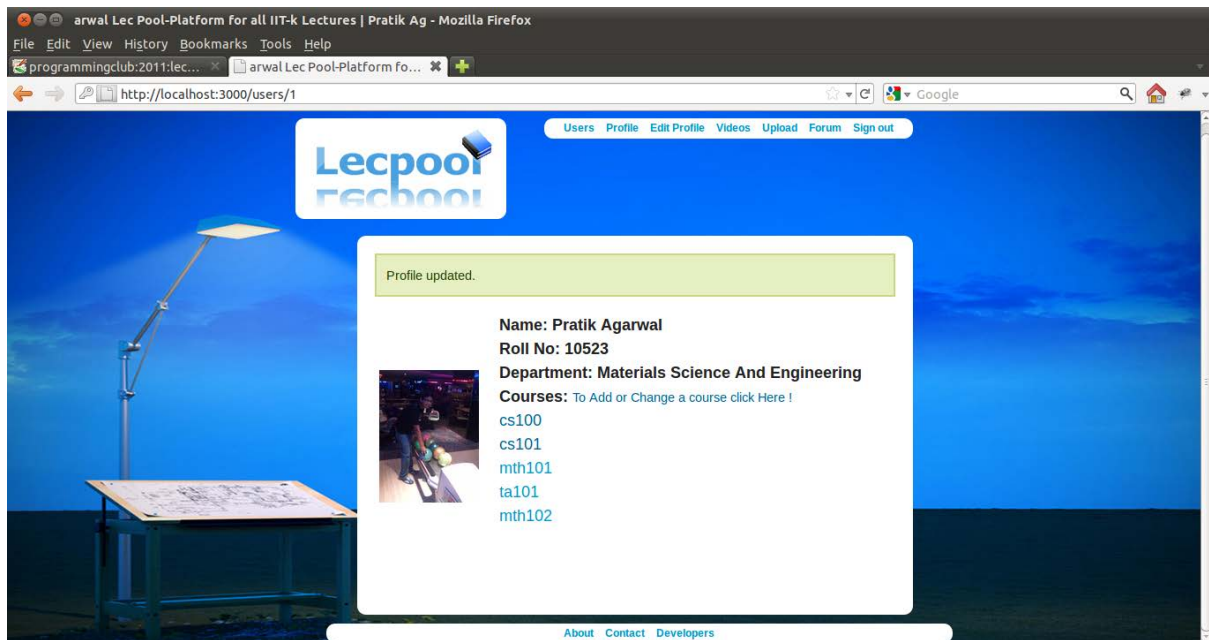 arwal Lec Pool-Platform for all IIT-k Lectures | Pratik Ag - Mozilla Firefox
File Edit View History Bookmarks Tools Help
programmingclub:2011:lec... arwal Lec Pool-Platform fo...
http://localhost:3000/users/1 Google
Users Profile Edit Profile Videos Upload Forum Sign out
Lecpool
Profile updated.
Name: Pratik Agarwal
Roll No: 10523
Department: Materials Science And Engineering
Courses: To Add or Change a course click Here !
cs100
cs101
mth101
ta101
mth102
About Contact Developers